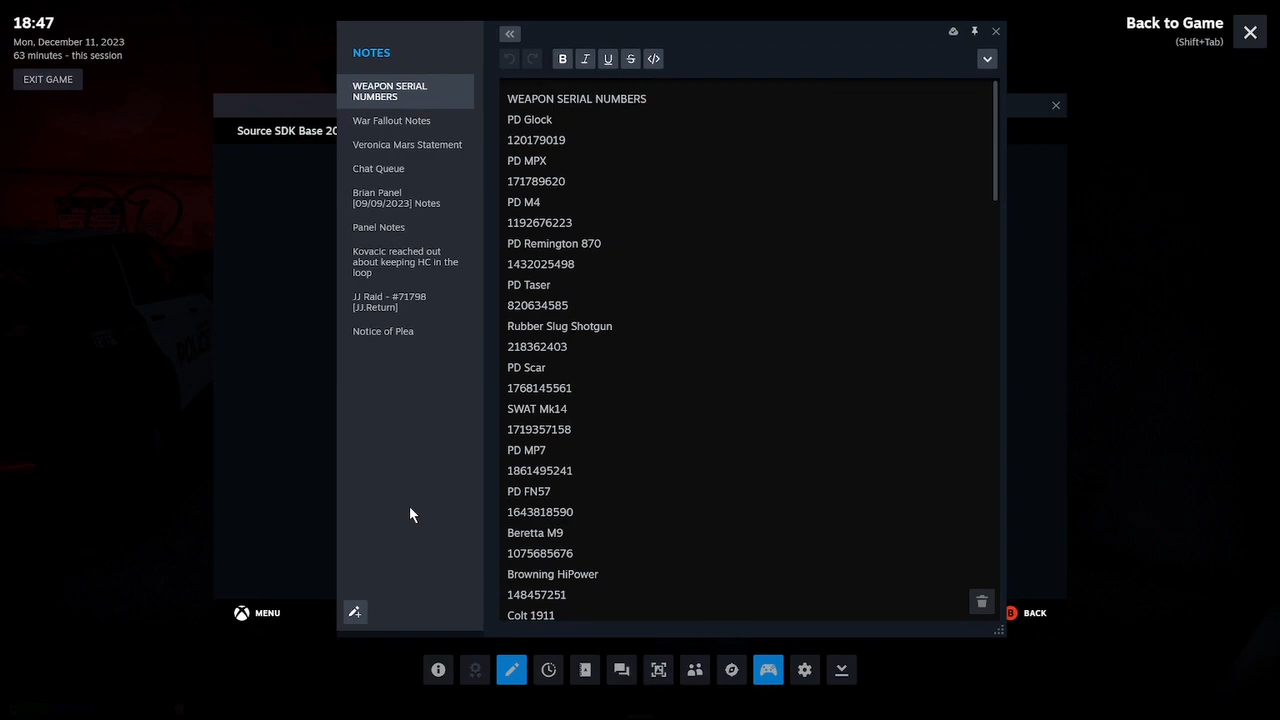 18:47
Mon, December 11, 2023
63 minutes - this session
EXIT GAME
Back to Game
(Shift+Tab)
Source SDK Base 20
NOTES
WEAPON SERIAL
NUMBERS
War Fallout Notes
Veronica Mars Statement
Chat Queue
Brian Panel
[09/09/2023] Notes
Panel Notes
Kovacic reached out
about keeping HC in the
loop
JJ Raid - #71798
[JJ.Return]
Notice of Plea
B I U S </>
WEAPON SERIAL NUMBERS
PD Glock
120179019
PD MPX
171789620
PD M4
1192676223
PD Remington 870
1432025498
PD Taser
820634585
Rubber Slug Shotgun
218362403
PD Scar
1768145561
SWAT Mk14
1719357158
PD MP7
1861495241
PD FN57
1643818590
Beretta M9
1075685676
Browning HiPower
148457251
Colt 1911
MENU
B BACK